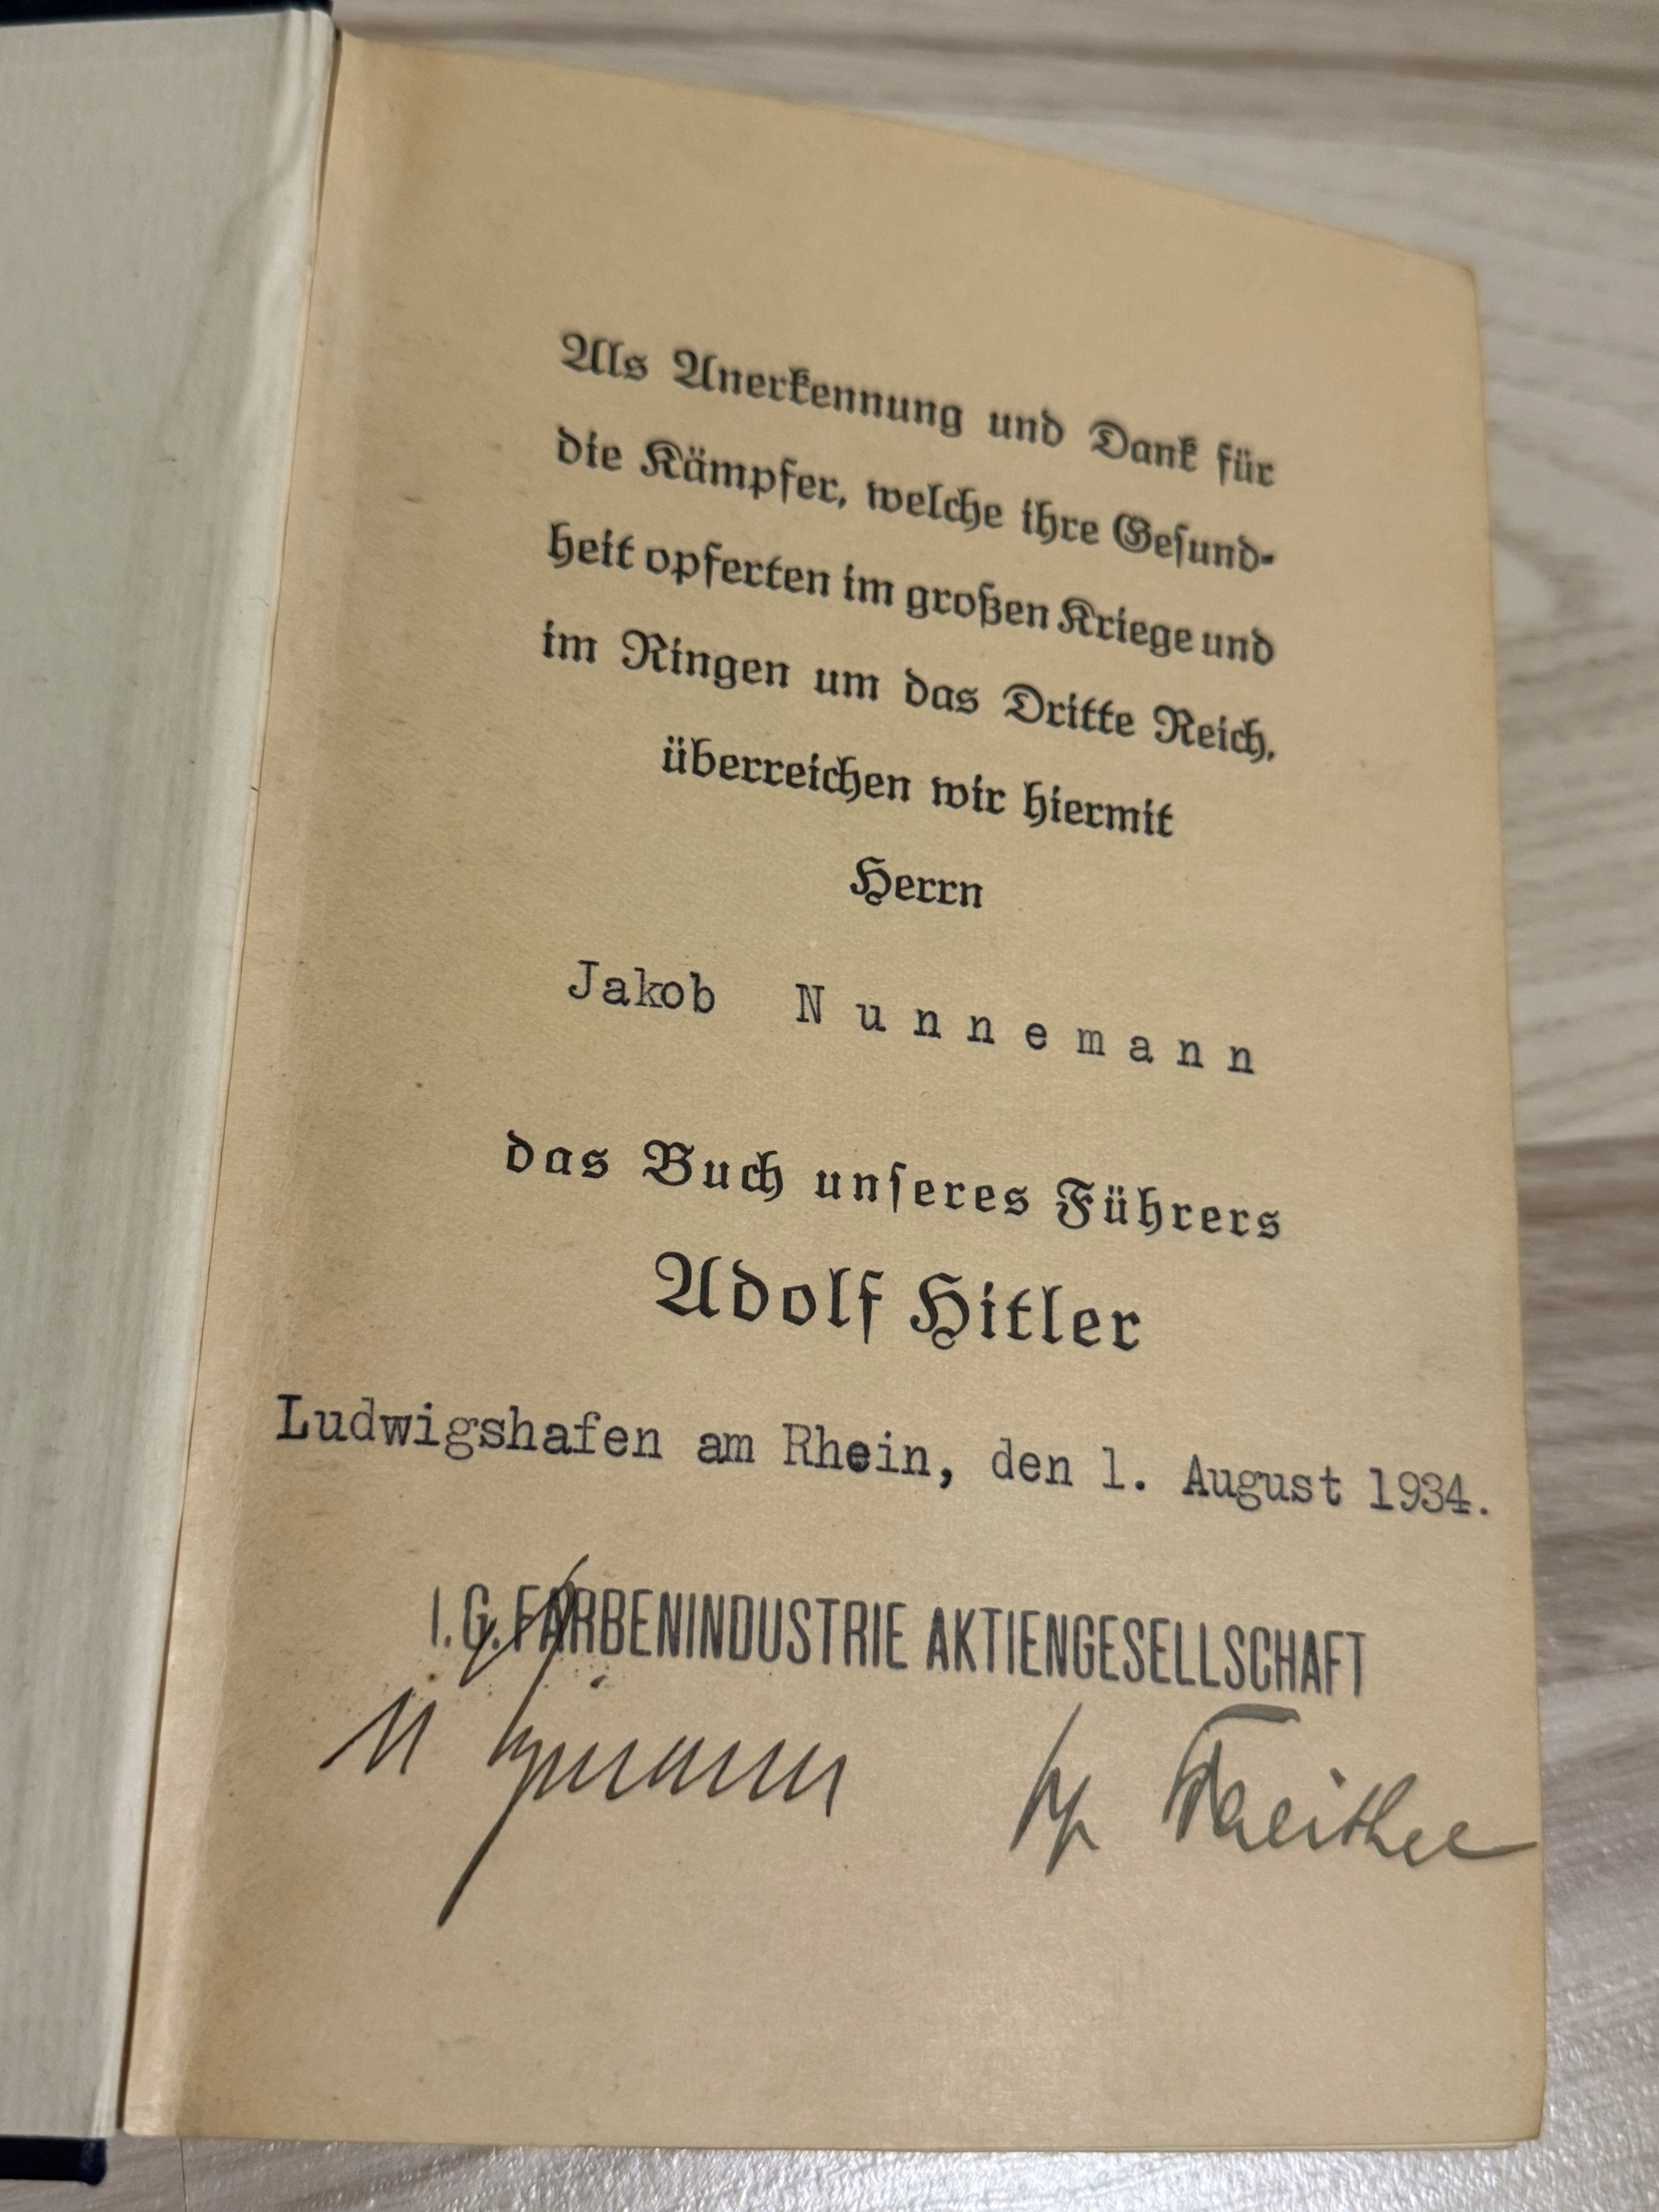 Als Anerkennung und Dank für
die Kämpfer, welche ihre Gesund-
heit opferten im großen Kriege und
im Ringen um das Dritte Reich,
überreichen wir hiermit
Herrn
Jakob N u n n e m a n n
das Buch unseres Führers
Adolf Hitler
Ludwigshafen am Rhein, den 1. August 1934.
I.G. FARBENINDUSTRIE AKTIENGESELLSCHAFT